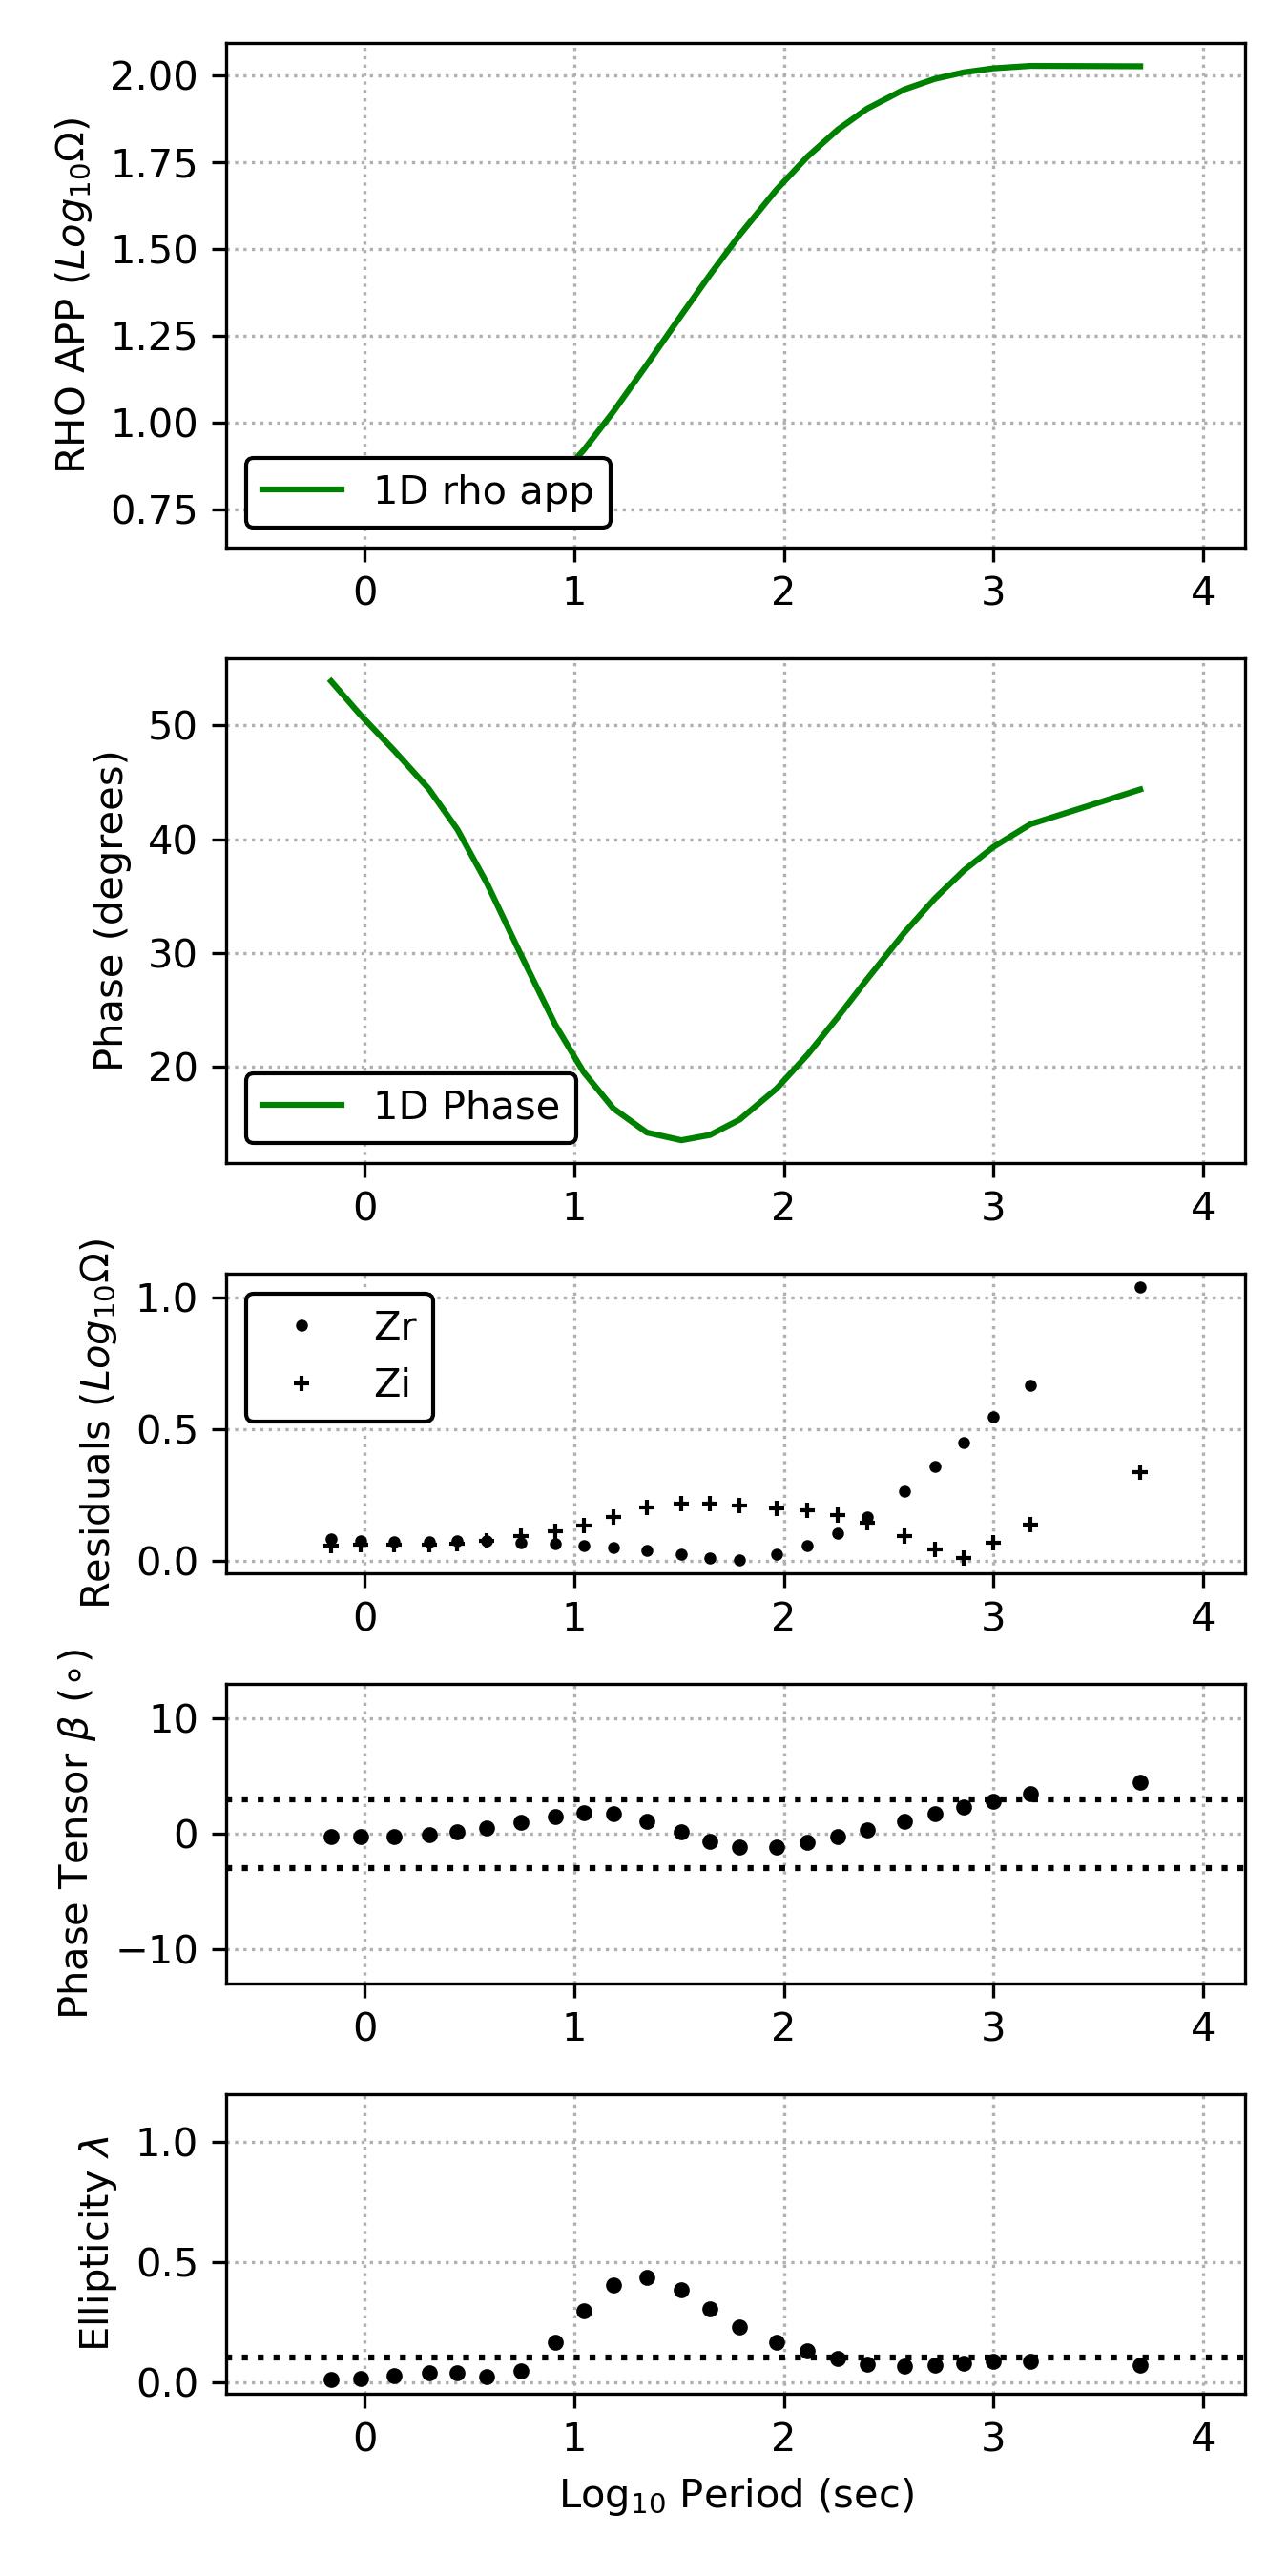 RHO APP (Log₁₀Ω)
2.00
1.75
1.50
1.25
1.00
0.75
1D rho app
0 1 2 3 4
Phase (degrees)
50
40
30
20
1D Phase
0 1 2 3 4
Residuals (Log₁₀Ω)
1.0
0.5
0.0
Zr
Zi
0 1 2 3 4
Phase Tensor β (∘)
10
0
−10
0 1 2 3 4
Ellipticity λ
1.0
0.5
0.0
0 1 2 3 4
Log₁₀ Period (sec)